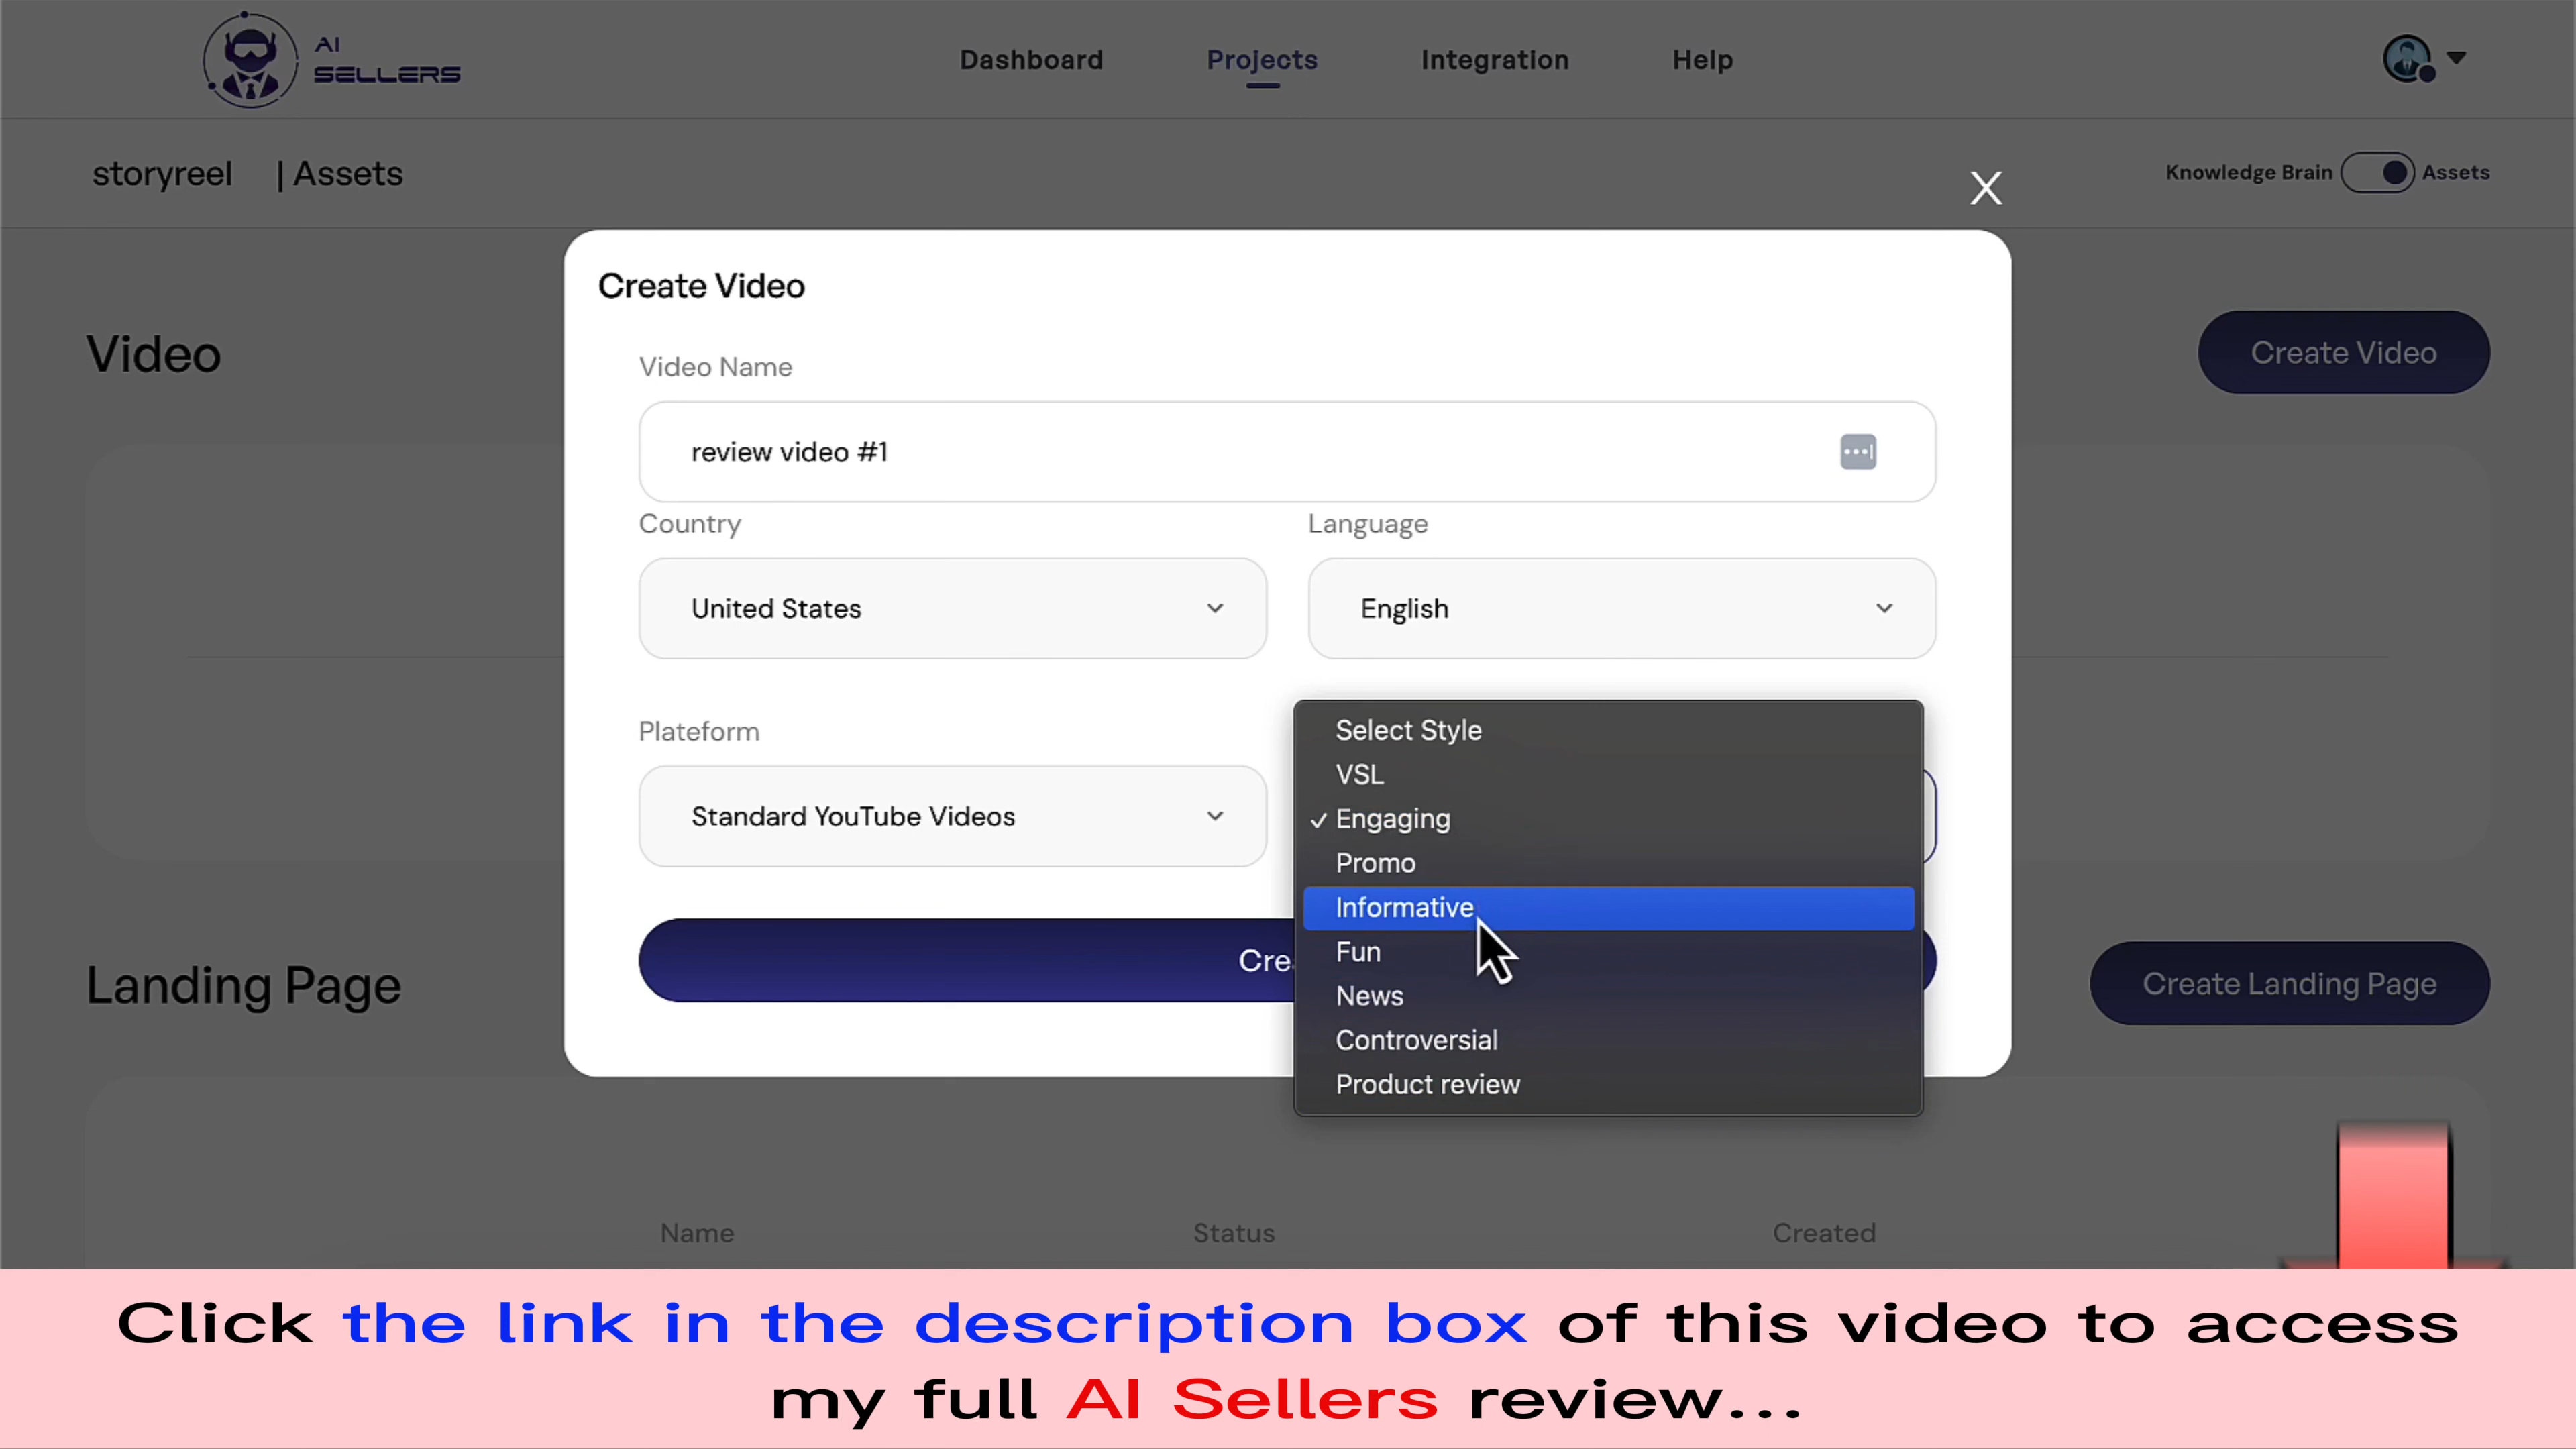 AI
SELLERS
Dashboard
Projects
Integration
Help
storyreel | Assets
Knowledge Brain
Assets
X
Create Video
Video
Create Video
Video Name
review video #1
Country
Language
United States
English
Plateform
Standard YouTube Videos
Select Style
VSL
✓ Engaging
Promo
Informative
Fun
News
Controversial
Product review
Cre
Landing Page
Create Landing Page
Name
Status
Created
Click the link in the description box of this video to access
my full AI Sellers review...